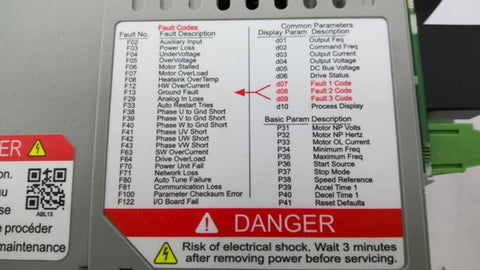 Fault Codes
Fault No. Fault Description
F02 Auxiliary Input
F03 Power Loss
F04 UnderVoltage
F05 OverVoltage
F06 Motor Stalled
F07 Motor OverLoad
F08 Heatsink OverTemp
F12 HW OverCurrent
F13 Ground Fault
F29 Analog In Loss
F33 Auto Restart Tries
F38 Phase U to Gnd Short
F39 Phase V to Gnd Short
F40 Phase W to Gnd Short
F41 Phase UV Short
F42 Phase UW Short
F43 Phase VW Short
F63 SW OverCurrent
F64 Drive OverLoad
F70 Power Unit Fail
F71 Network Loss
F80 Auto Tune Failure
F81 Communication Loss
F100 Parameter Checksum Error
F122 I/O Board Fail
Common Parameters
Display Param Description
d01 Output Freq
d02 Command Freq
d03 Output Current
d04 Output Voltage
d05 DC Bus Voltage
d06 Drive Status
d07 Fault 1 Code
d08 Fault 2 Code
d09 Fault 3 Code
d10 Process Display
Basic Param Description
P31 Motor NP Volts
P32 Motor NP Hertz
P33 Motor OL Current
P34 Minimum Freq
P35 Maximum Freq
P36 Start Source
P37 Stop Mode
P38 Speed Reference
P39 Accel Time 1
P40 Decel Time 1
P41 Reset Defaults
DANGER
Risk of electrical shock. Wait 3 minutes
after removing power before servicing.
ER
on.
nu
se
e procéder
maintenance
ABL13